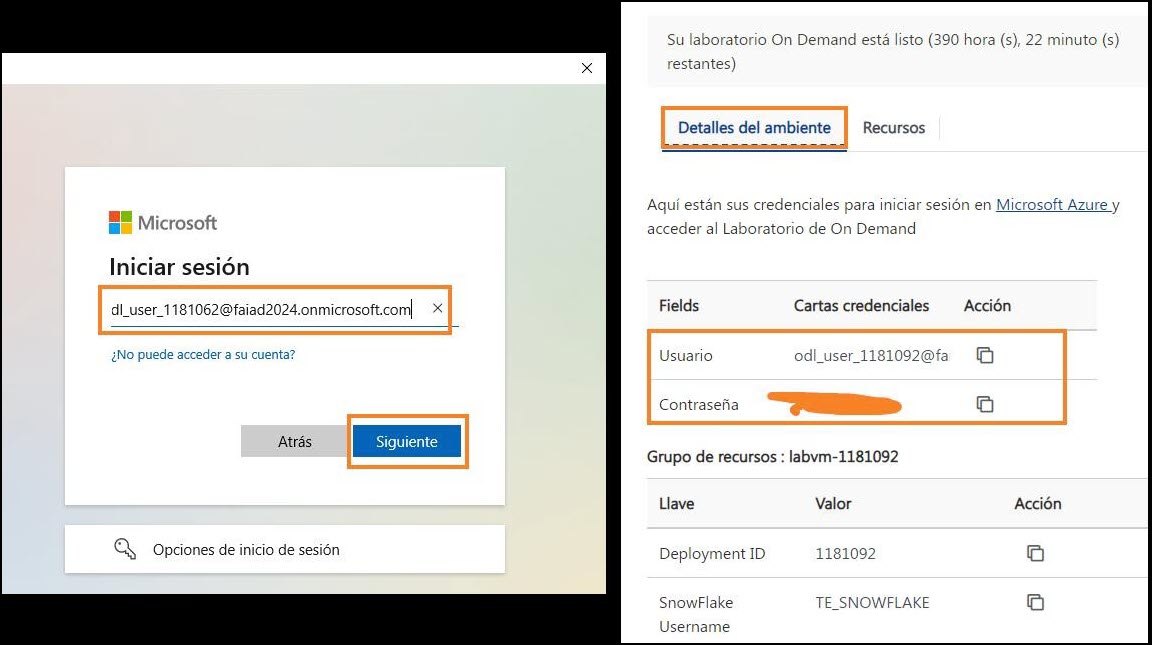 Microsoft
Iniciar sesión
dl_user_1181062@faiad2024.onmicrosoft.com
¿No puede acceder a su cuenta?
Atrás
Siguiente
Opciones de inicio de sesión
Su laboratorio On Demand está listo (390 hora (s), 22 minuto (s)
restantes)
Detalles del ambiente
Recursos
Aquí están sus credenciales para iniciar sesión en Microsoft Azure y
acceder al Laboratorio de On Demand
Fields Cartas credenciales Acción
Usuario odl_user_1181092@fa
Contraseña
Grupo de recursos : labvm-1181092
Llave Valor Acción
Deployment ID 1181092
SnowFlake TE_SNOWFLAKE
Username